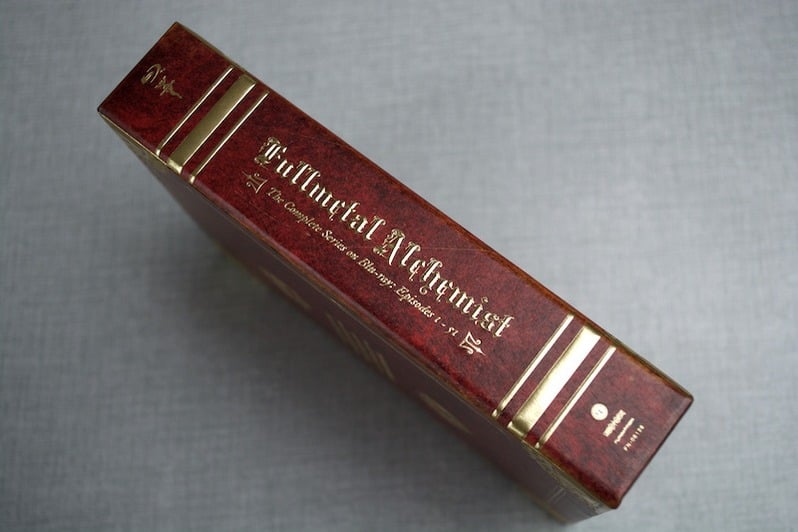 Fullmetal Alchemist
The Complete Series on Blu-ray: Episodes 1 - 51